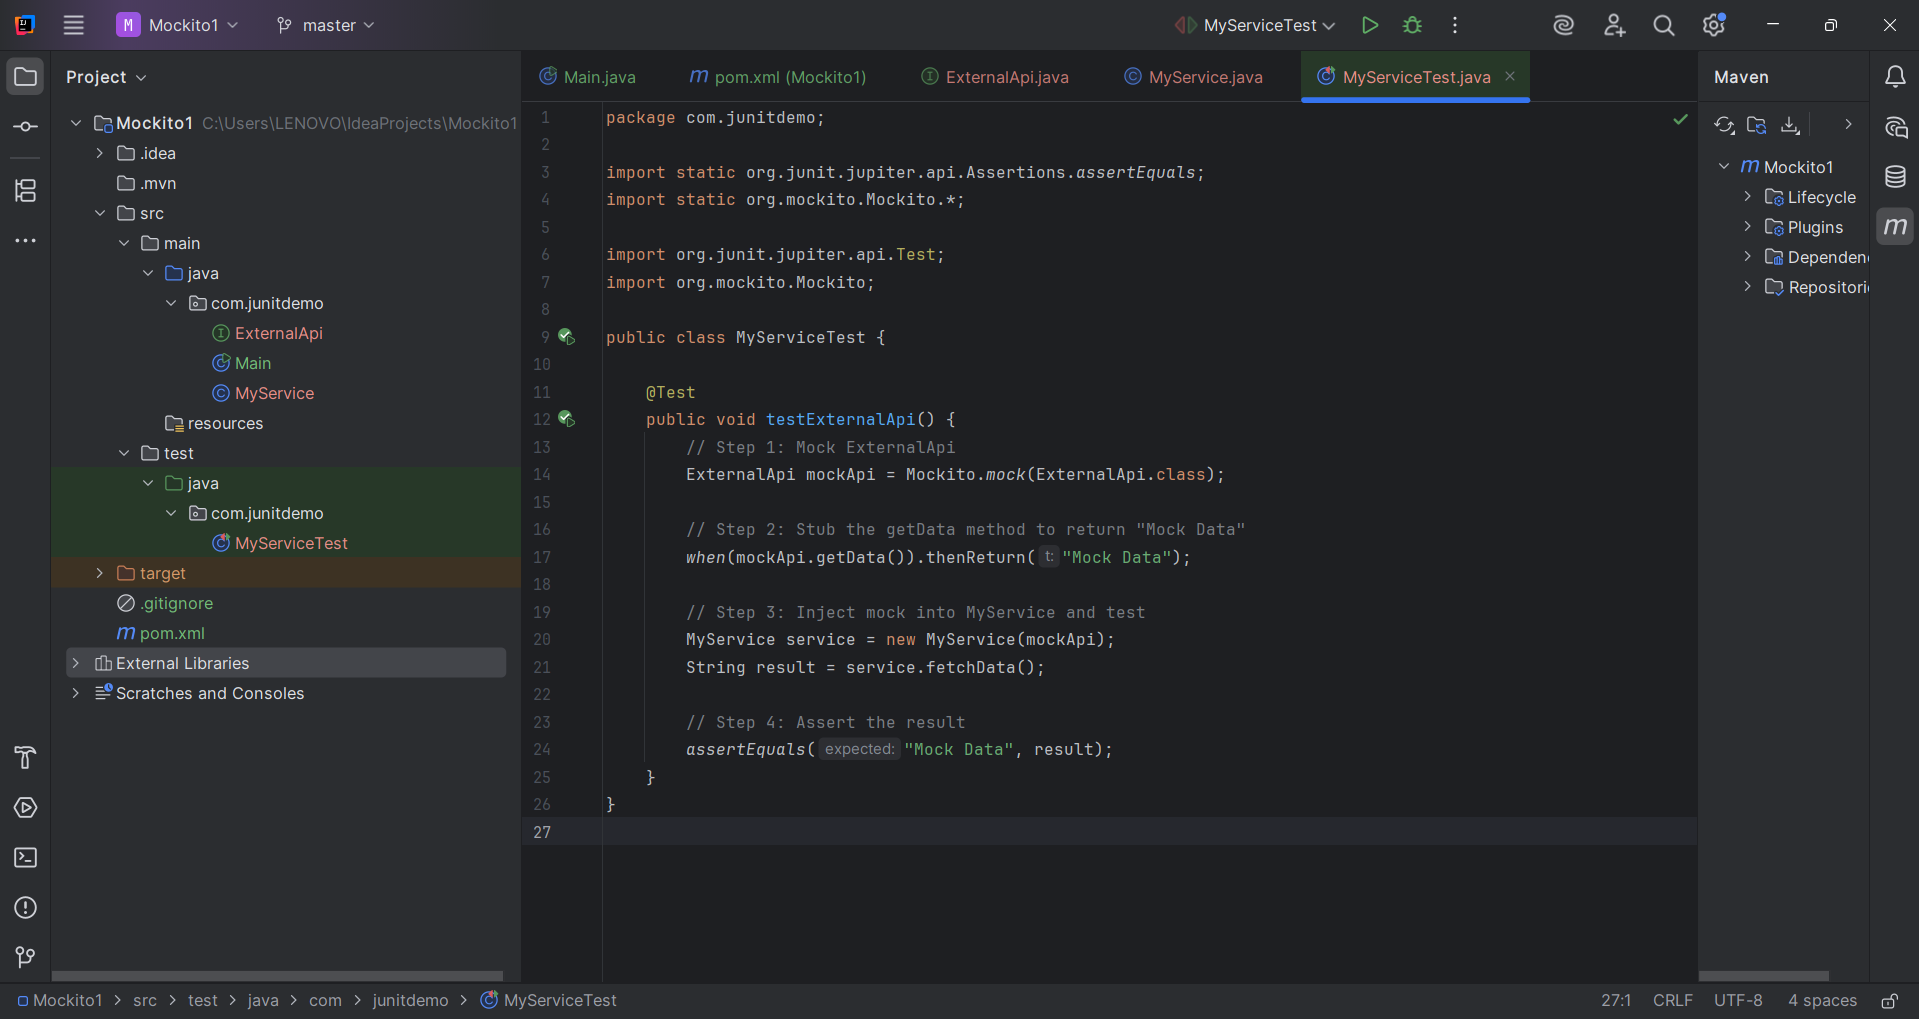 M Mockito1 master MyServiceTest
Project
Main.java pom.xml (Mockito1) ExternalApi.java MyService.java MyServiceTest.java
Maven
Mockito1 C:\Users\LENOVO\IdeaProjects\Mockito1
.idea
.mvn
src
main
java
com.junitdemo
ExternalApi
Main
MyService
resources
test
java
com.junitdemo
MyServiceTest
target
.gitignore
pom.xml
External Libraries
Scratches and Consoles
1 package com.junitdemo;
2
3 import static org.junit.jupiter.api.Assertions.assertEquals;
4 import static org.mockito.Mockito.*;
5
6 import org.junit.jupiter.api.Test;
7 import org.mockito.Mockito;
8
9 public class MyServiceTest {
10
11 @Test
12 public void testExternalApi() {
13 // Step 1: Mock ExternalApi
14 ExternalApi mockApi = Mockito.mock(ExternalApi.class);
15
16 // Step 2: Stub the getData method to return "Mock Data"
17 when(mockApi.getData()).thenReturn( t: "Mock Data");
18
19 // Step 3: Inject mock into MyService and test
20 MyService service = new MyService(mockApi);
21 String result = service.fetchData();
22
23 // Step 4: Assert the result
24 assertEquals( expected: "Mock Data", result);
25 }
26 }
27
m Mockito1
Lifecycle
Plugins
Dependen
Repositori
m
Mockito1 > src > test > java > com > junitdemo > MyServiceTest
27:1 CRLF UTF-8 4 spaces